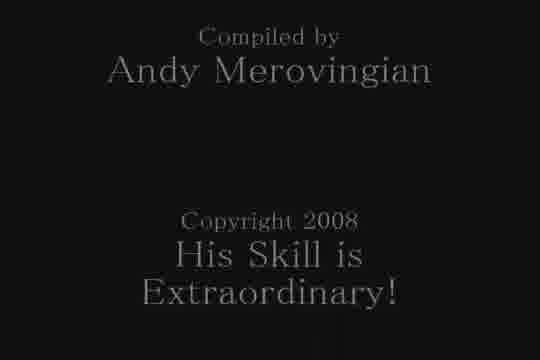 Compiled by
Andy Merovingian
Copyright 2008
His Skill is
Extraordinary!